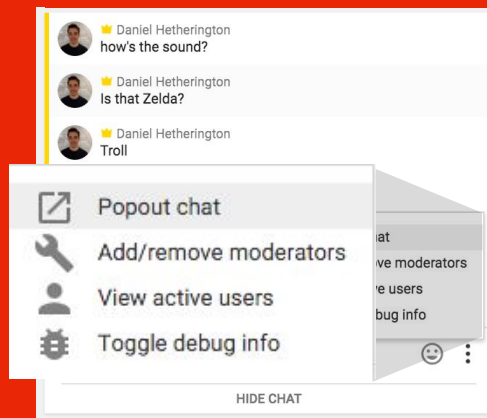 Daniel Hetherington
how's the sound?
Daniel Hetherington
Is that Zelda?
Daniel Hetherington
Troll
Popout chat
Add/remove moderators
View active users
Toggle debug info
hat
ve moderators
e users
bug info
HIDE CHAT